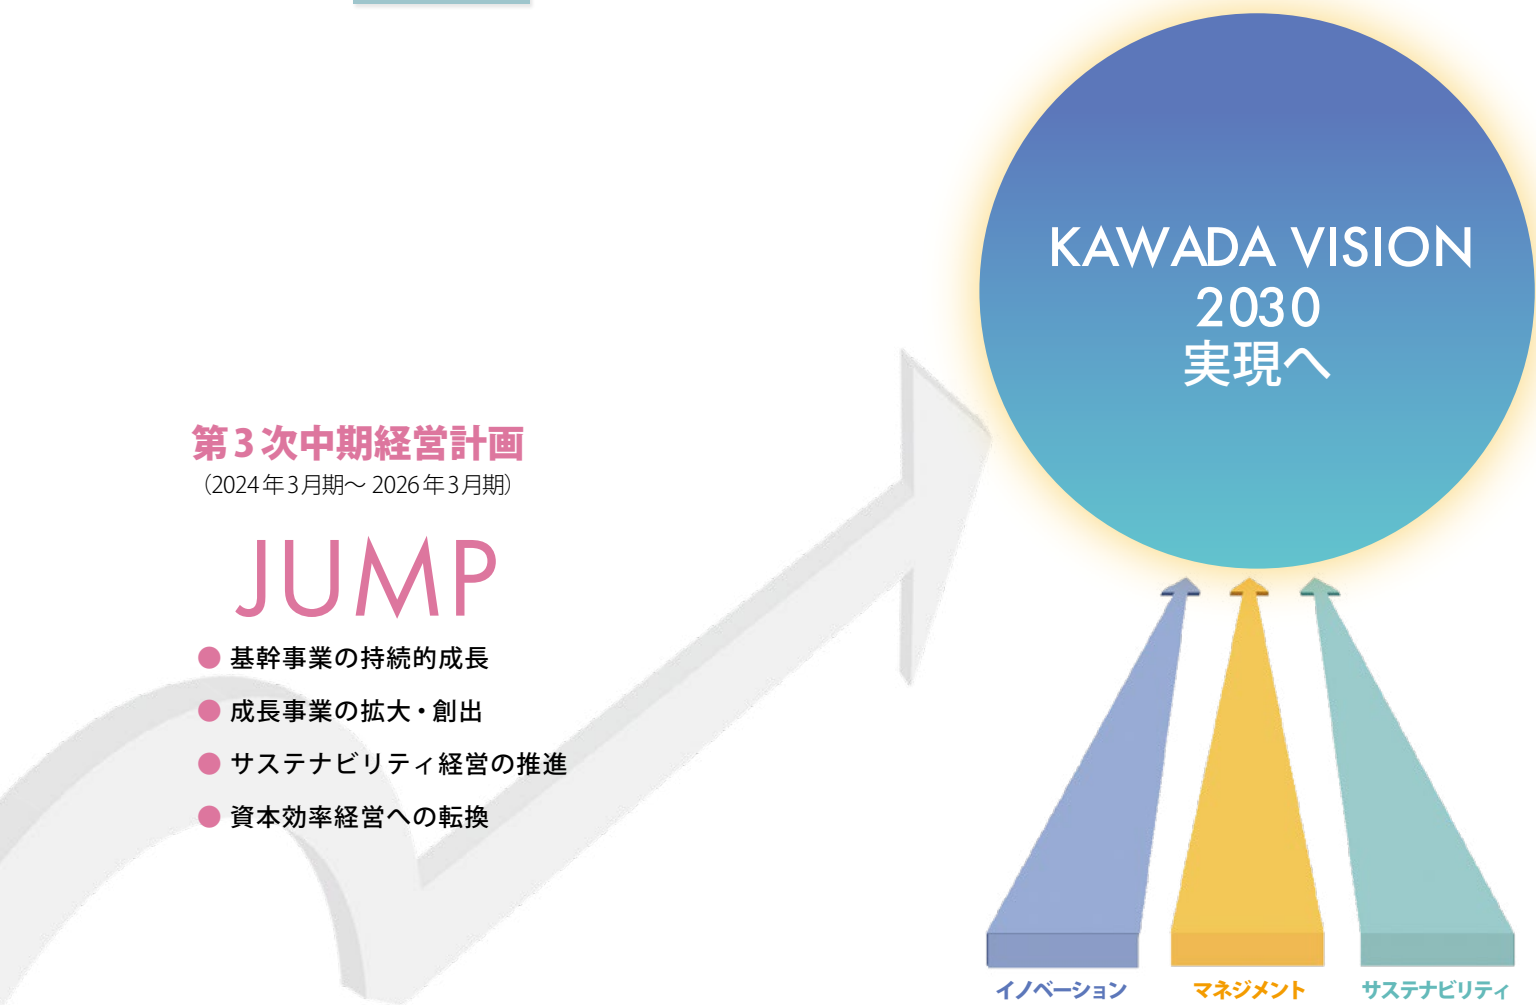 第3次中期経営計画
（2024年3月期～2026年3月期）
JUMP
● 基幹事業の持続的成長
● 成長事業の拡大・創出
● サステナビリティ経営の推進
● 資本効率経営への転換
KAWADA VISION
2030
実現へ
イノベーション
マネジメント
サステナビリティ